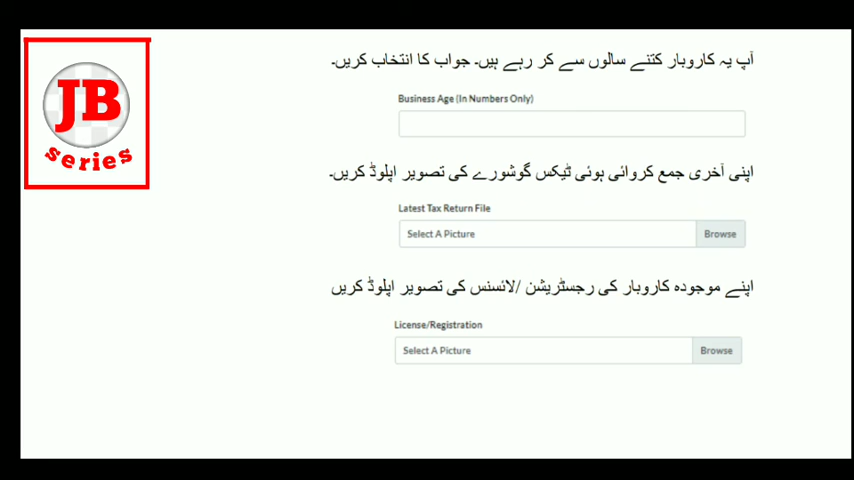 JB
series
آپ یہ کاروبار کتنے سالوں سے کر رہے ہیں۔ جواب کا انتخاب کریں۔
Business Age (In Numbers Only)
اپنی آخری جمع کروائی ہوئی ٹیکس گوشورے کی تصویر اپلوڈ کریں۔
Latest Tax Return File
Select A Picture Browse
اپنے موجودہ کاروبار کی رجسٹریشن /لائسنس کی تصویر اپلوڈ کریں
License/Registration
Select A Picture Browse